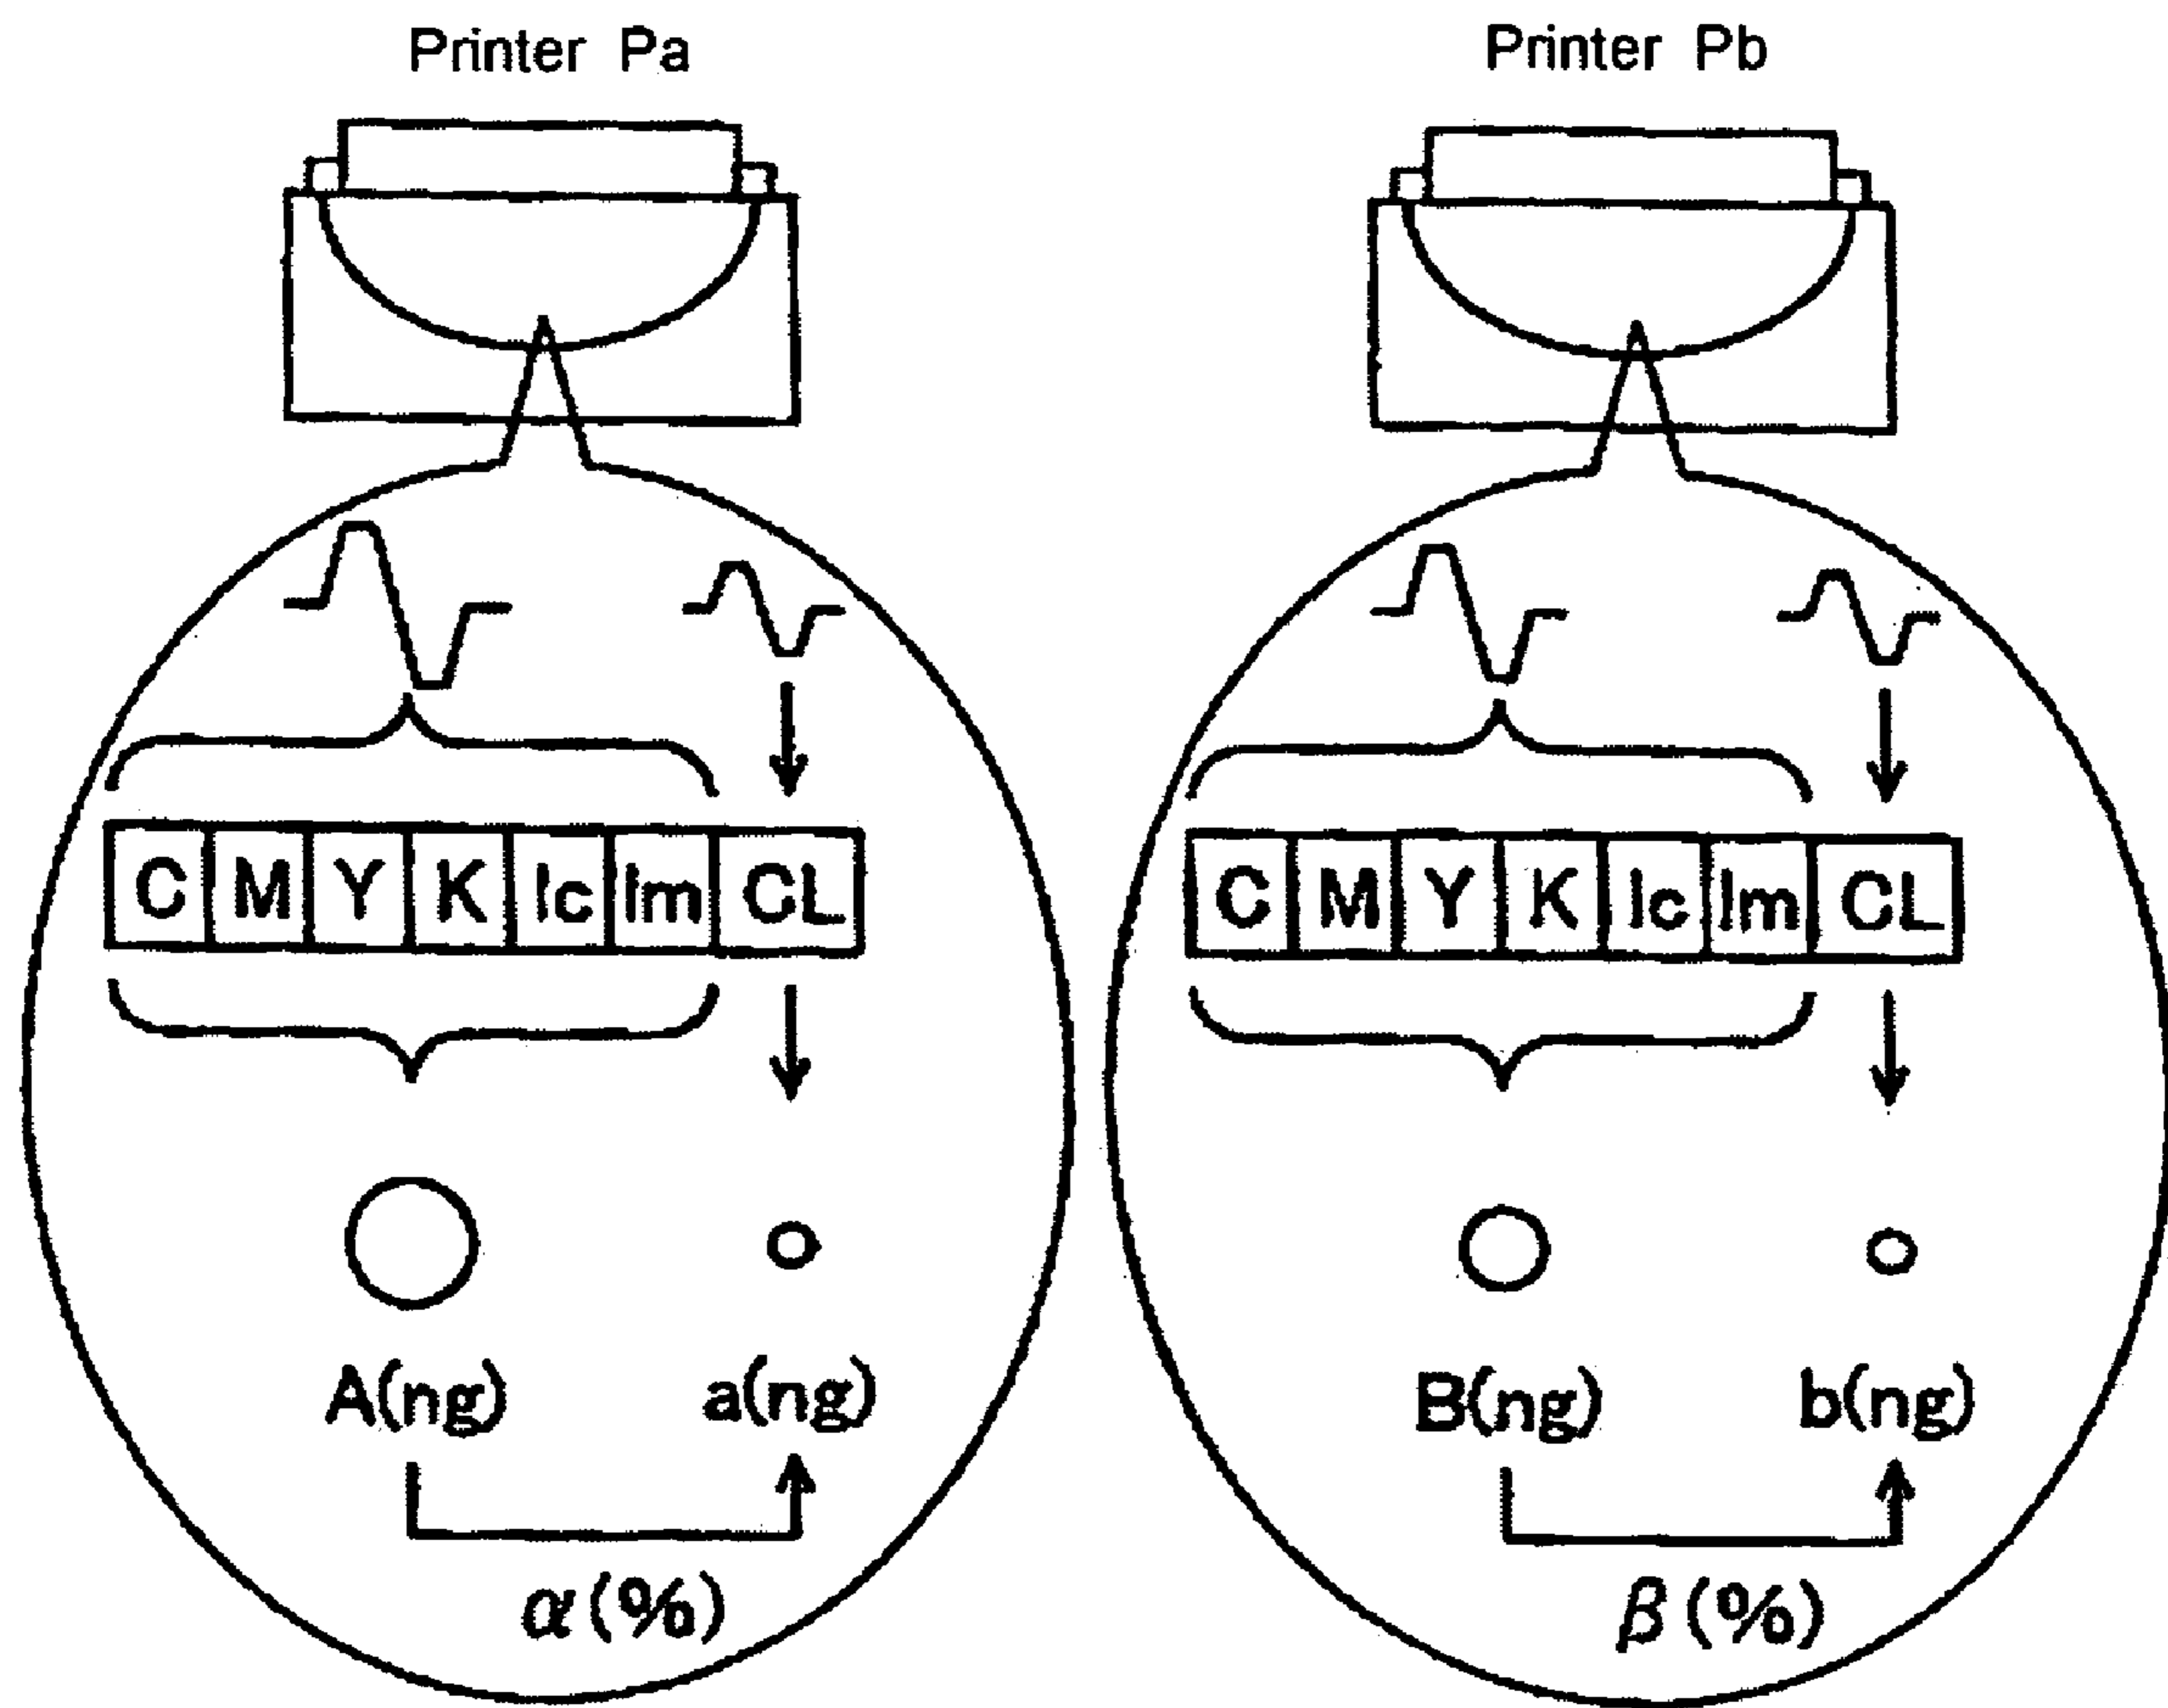 Printer Pa
Printer Pb
C M Y K lc lm CL
C M Y K lc lm CL
A(ng) a(ng)
B(ng) b(ng)
α(%)
β(%)